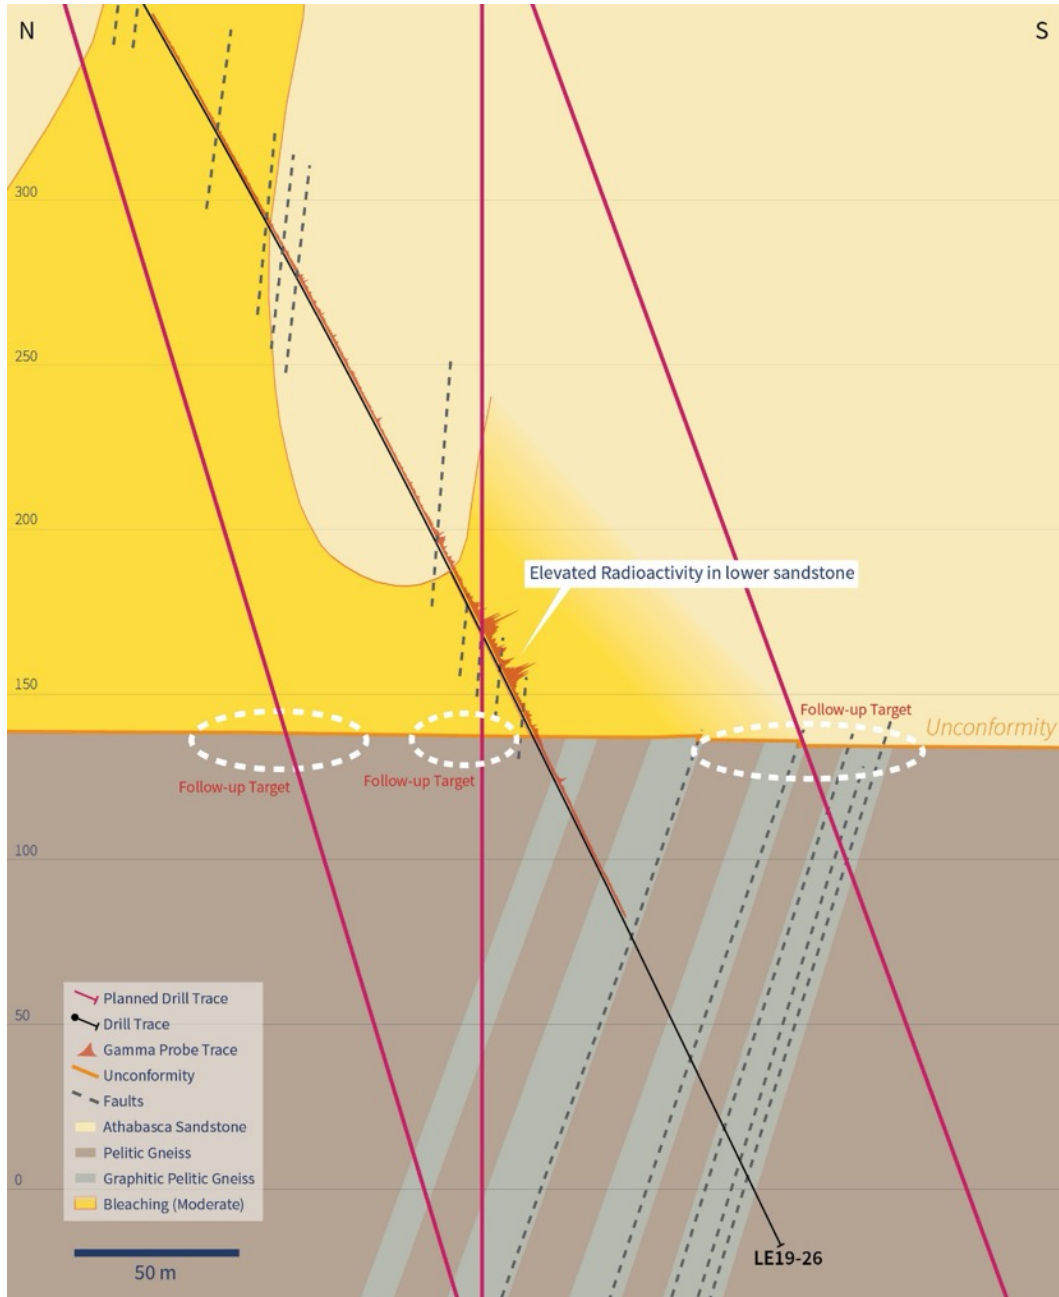 N
S
300
250
200
Elevated Radioactivity in lower sandstone
150
Follow-up Target
Unconformity
Follow-up Target
Follow-up Target
100
50
0
Planned Drill Trace
Drill Trace
Gamma Probe Trace
Unconformity
Faults
Athabasca Sandstone
Pelitic Gneiss
Graphitic Pelitic Gneiss
Bleaching (Moderate)
50 m
LE19-26